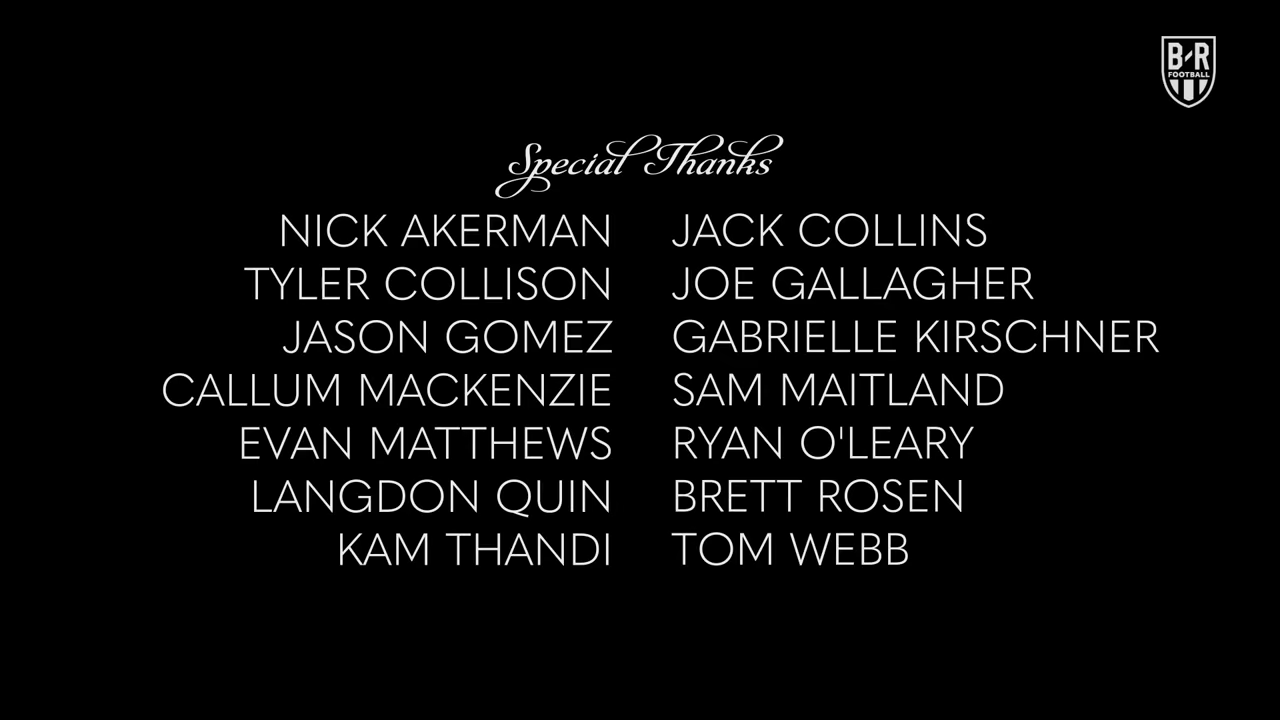 B/R
FOOTBALL
Special Thanks
NICK AKERMAN JACK COLLINS
TYLER COLLISON JOE GALLAGHER
JASON GOMEZ GABRIELLE KIRSCHNER
CALLUM MACKENZIE SAM MAITLAND
EVAN MATTHEWS RYAN O'LEARY
LANGDON QUIN BRETT ROSEN
KAM THANDI TOM WEBB